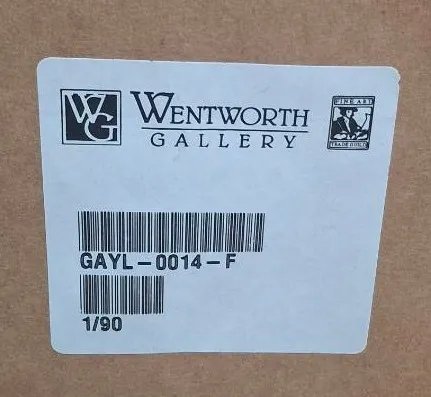 WG
WENTWORTH
GALLERY
FINE ART
TRADE GUILD
GAYL-0014-F
1/90